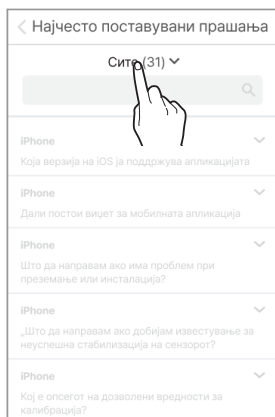 Најчесто поставувани прашања
Сите (31)
iPhone
Која верзија на iOS ја поддржува апликацијата
iPhone
Дали постои виџет за мобилната апликација
iPhone
Што да направам ако има проблем при
преземање или инсталација?
iPhone
„Што да направам ако добијам известување за
неуспешна стабилизација на сензорот?
iPhone
Кој е опсегот на дозволени вредности за
калибрација?